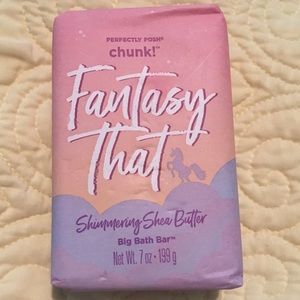 PERFECTLY POSH®
chunk!™
Fantasy
That
Shimmering Shea Butter
Big Bath Bar™
Net Wt. 7 oz • 199 g